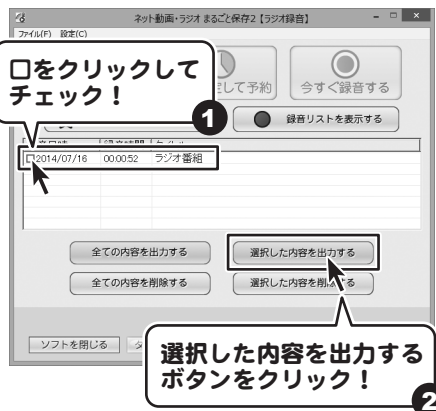 ネット動画・ラジオ まるごと保存2【ラジオ録音】
ファイル(F) 設定(C)
□をクリックして
チェック！
して予約
今すぐ録音する
1
録音リストを表示する
□2014/07/16 00:00:52 ラジオ番組
全ての内容を出力する
選択した内容を出力する
全ての内容を削除する
選択した内容を削除する
ソフトを閉じる
選択した内容を出力する
ボタンをクリック！
2